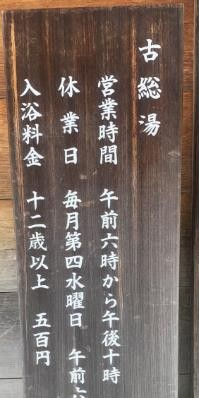 古総湯
営業時間 午前六時から午後十時
休業日 毎月第四水曜日 午前
入浴料金 十二歳以上 五百円